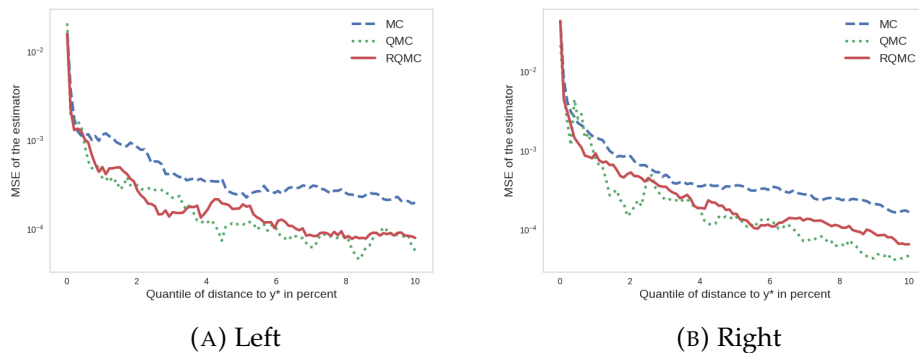 MC
QMC
RQMC
MSE of the estimator
10^-2
10^-3
10^-4
0 2 4 6 8 10
Quantile of distance to y* in percent
(A) Left
MC
QMC
RQMC
MSE of the estimator
10^-2
10^-3
10^-4
0 2 4 6 8 10
Quantile of distance to y* in percent
(B) Right